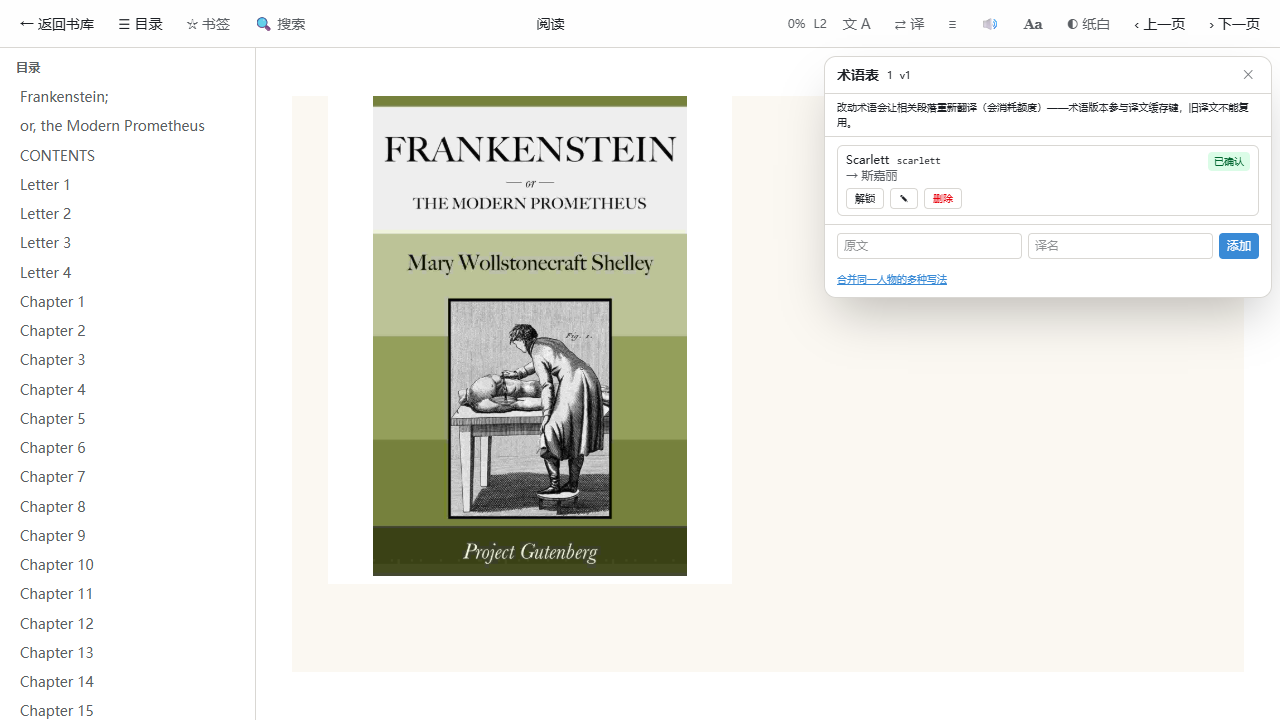 ← 返回书库
☰ 目录
☆ 书签
🔍 搜索
阅读
0% L2
文 A
⇄ 译
≡
🔊
Aa
◐ 纸白
‹ 上一页
› 下一页
目录
Frankenstein;
or, the Modern Prometheus
CONTENTS
Letter 1
Letter 2
Letter 3
Letter 4
Chapter 1
Chapter 2
Chapter 3
Chapter 4
Chapter 5
Chapter 6
Chapter 7
Chapter 8
Chapter 9
Chapter 10
Chapter 11
Chapter 12
Chapter 13
Chapter 14
Chapter 15
FRANKENSTEIN
— or —
THE MODERN PROMETHEUS
Mary Wollstonecraft Shelley
Fig. 1.
Project Gutenberg
术语表 1 v1
×
改动术语会让相关段落重新翻译（会消耗额度）——术语版本参与译文缓存键，旧译文不能复
用。
Scarlett scarlett
已确认
→ 斯嘉丽
解锁
✎
删除
原文
译名
添加
合并同一人物的多种写法